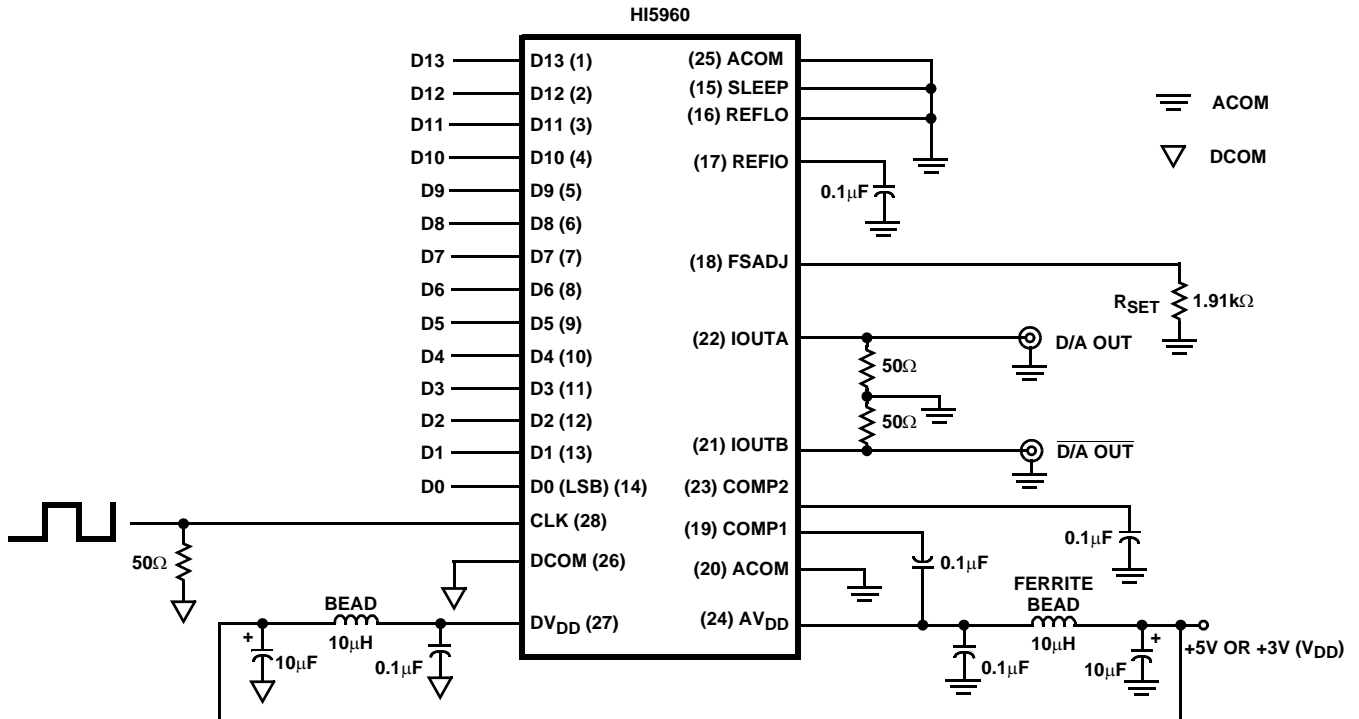 HI5960
D13
D12
D11
D10
D9
D8
D7
D6
D5
D4
D3
D2
D1
D0
D13 (1)
D12 (2)
D11 (3)
D10 (4)
D9 (5)
D8 (6)
D7 (7)
D6 (8)
D5 (9)
D4 (10)
D3 (11)
D2 (12)
D1 (13)
D0 (LSB) (14)
CLK (28)
DCOM (26)
DVDD (27)
(25) ACOM
(15) SLEEP
(16) REFLO
(17) REFIO
(18) FSADJ
(22) IOUTA
(21) IOUTB
(23) COMP2
(19) COMP1
(20) ACOM
(24) AVDD
ACOM
DCOM
0.1µF
RSET
1.91kΩ
D/A OUT
50Ω
50Ω
D/A OUT
0.1µF
0.1µF
FERRITE
BEAD
10µH
0.1µF
+
10µF
+5V OR +3V (VDD)
50Ω
BEAD
10µH
+
10µF
0.1µF